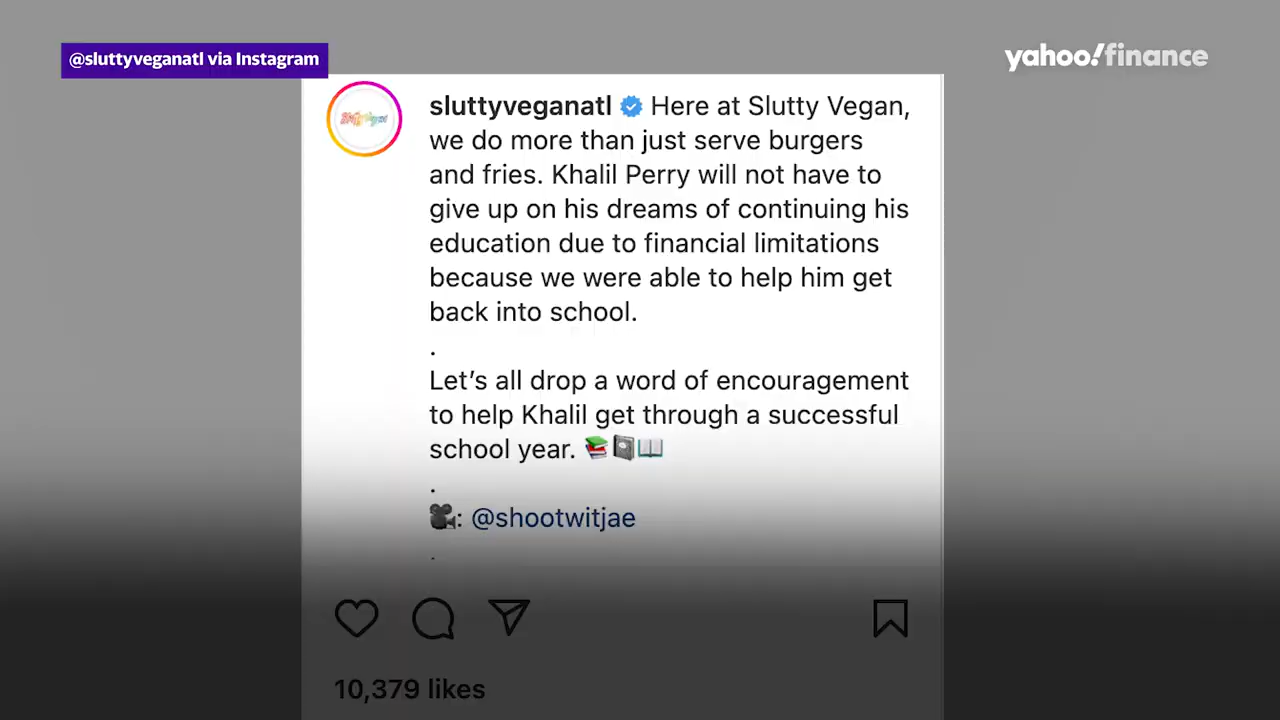 @sluttyveganatl via Instagram
yahoo!finance
sluttyveganatl Here at Slutty Vegan,
we do more than just serve burgers
and fries. Khalil Perry will not have to
give up on his dreams of continuing his
education due to financial limitations
because we were able to help him get
back into school.
.
Let’s all drop a word of encouragement
to help Khalil get through a successful
school year. 📚📓📖
.
🎥: @shootwitjae
.
10,379 likes